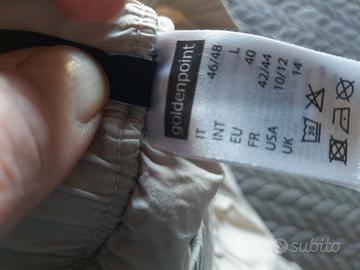 goldenpoint
IT 46/48
INT L
EU 40
FR 42/44
USA 10/12
UK 14
30
subito